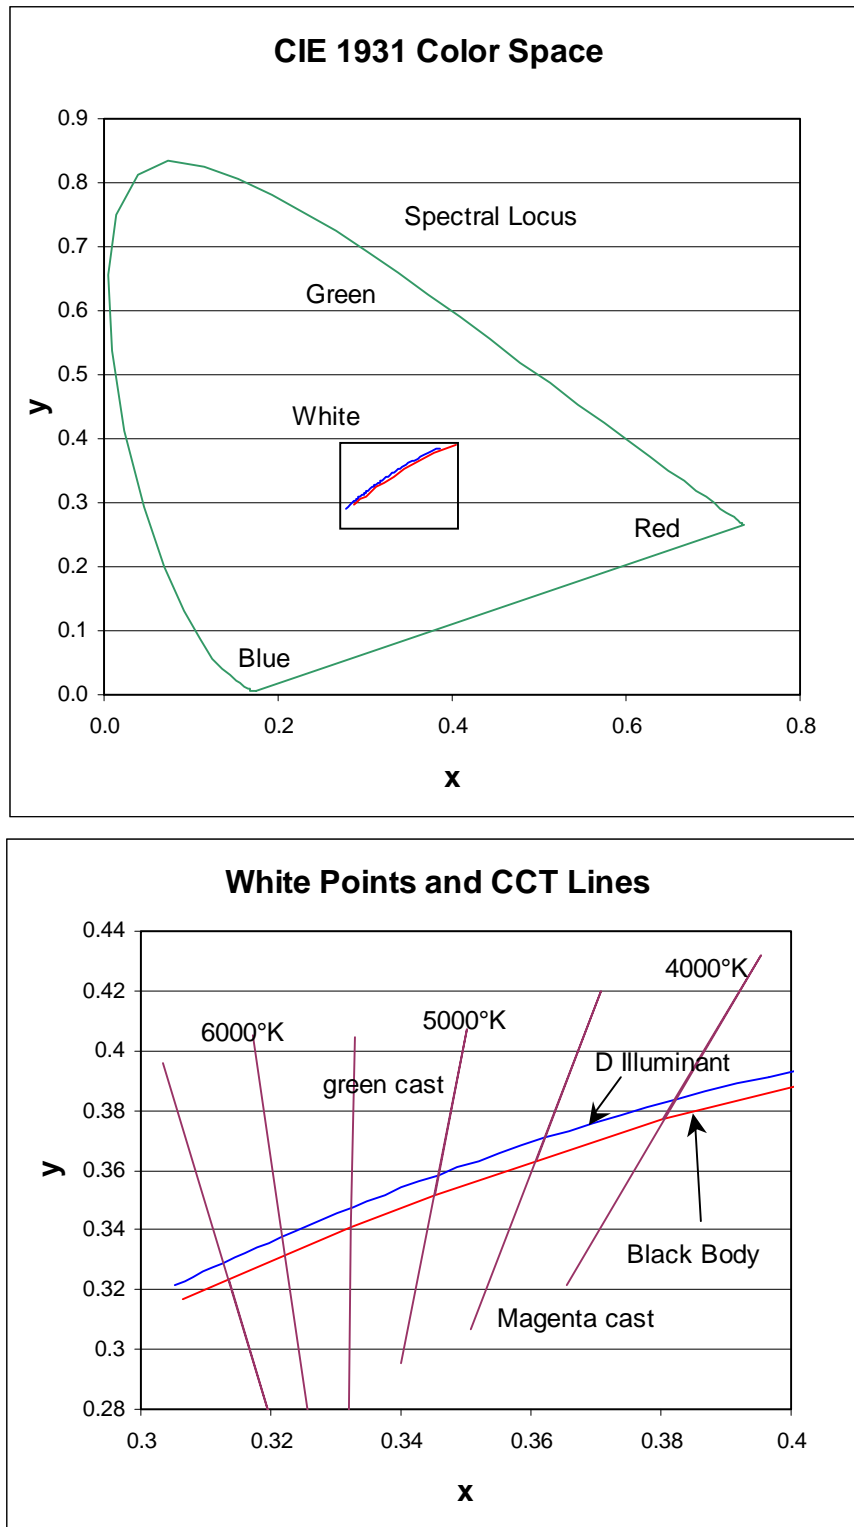 CIE 1931 Color Space
0.9
0.8
Spectral Locus
0.7
Green
0.6
0.5
y
White
0.4
0.3
Red
0.2
0.1
Blue
0.0
0.0 0.2 0.4 0.6 0.8
x
White Points and CCT Lines
0.44
4000°K
0.42
6000°K 5000°K
0.4
D Illuminant
green cast
0.38
y
0.36
0.34
Black Body
0.32
Magenta cast
0.3
0.28
0.3 0.32 0.34 0.36 0.38 0.4
x